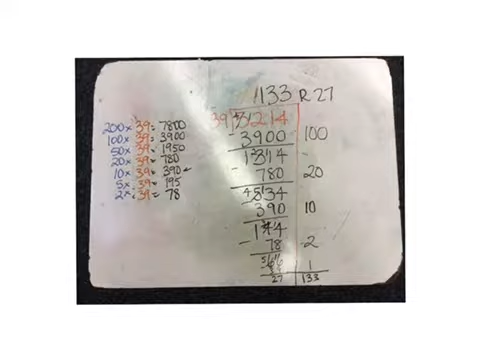 133 R27
39 5214
200 x 39 = 7800
100 x 39 = 3900
50 x 39 = 1950
20 x 39 = 780
10 x 39 = 390
5 x 39 = 195
2 x 39 = 78
3900 100
1314
- 780 20
534
390 10
144
- 78 2
66
1
27 133